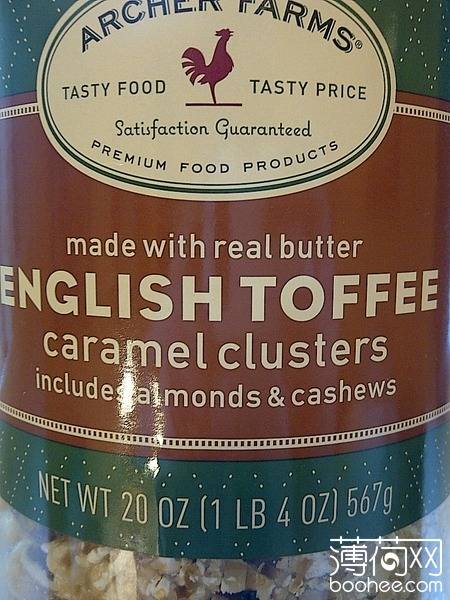 ARCHER FARMS®
TASTY FOOD TASTY PRICE
Satisfaction Guaranteed
PREMIUM FOOD PRODUCTS
made with real butter
ENGLISH TOFFEE
caramel clusters
includes almonds & cashews
NET WT 20 OZ (1 LB 4 OZ) 567g
薄荷网
boohee.com